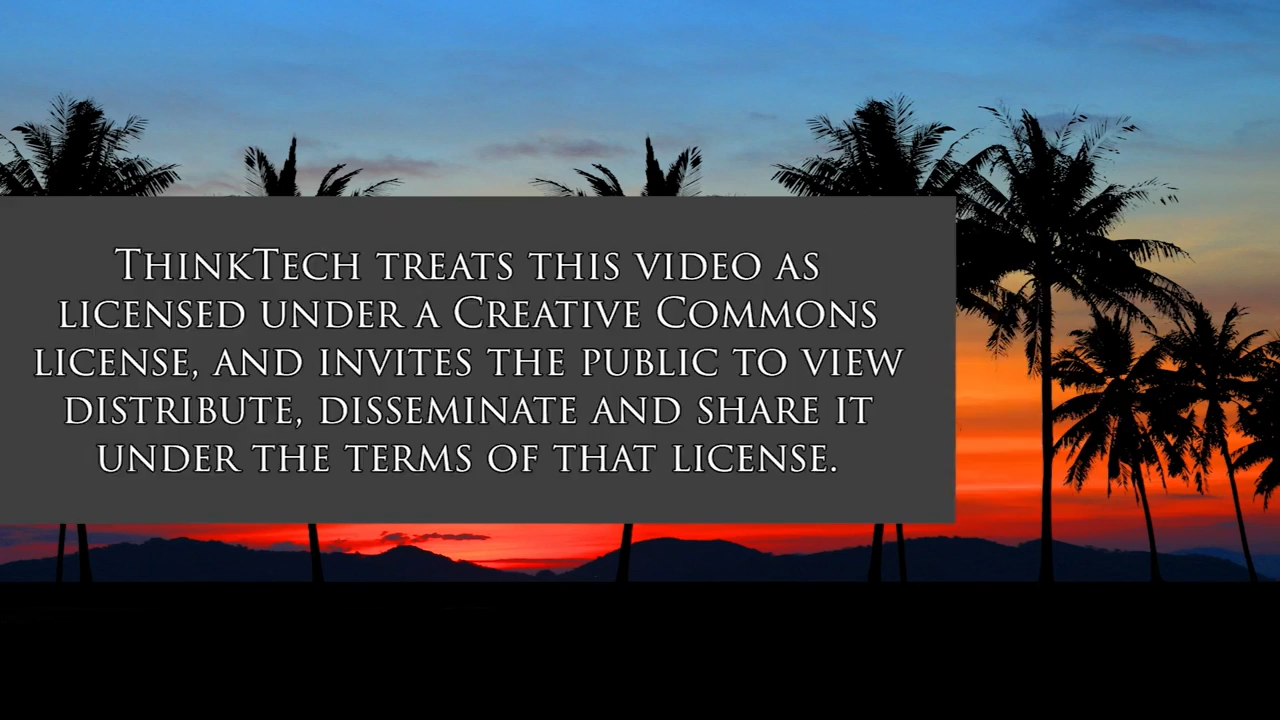 ThinkTech treats this video as
licensed under a Creative Commons
license, and invites the public to view
distribute, disseminate and share it
under the terms of that license.